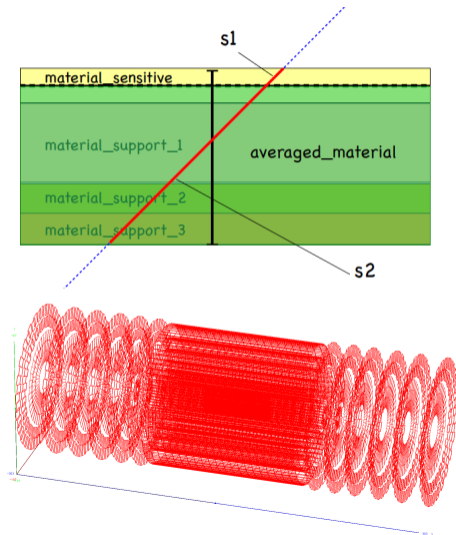 s1
material_sensitive
material_support_1
averaged_material
material_support_2
material_support_3
s2